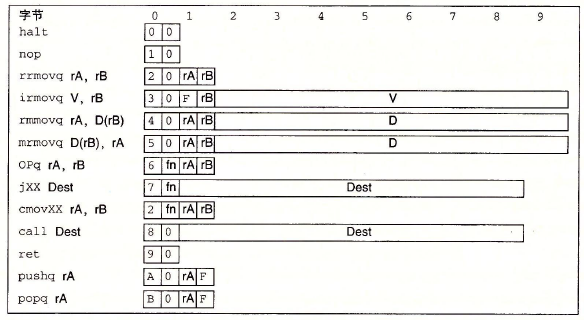 字节 0 1 2 3 4 5 6 7 8 9
halt 0 0
nop 1 0
rrmovq rA, rB 2 0 rA rB
irmovq V, rB 3 0 F rB V
rmmovq rA, D(rB) 4 0 rA rB D
mrmovq D(rB), rA 5 0 rA rB D
OPq rA, rB 6 fn rA rB
jXX Dest 7 fn Dest
cmovXX rA, rB 2 fn rA rB
call Dest 8 0 Dest
ret 9 0
pushq rA A 0 rA F
popq rA B 0 rA F